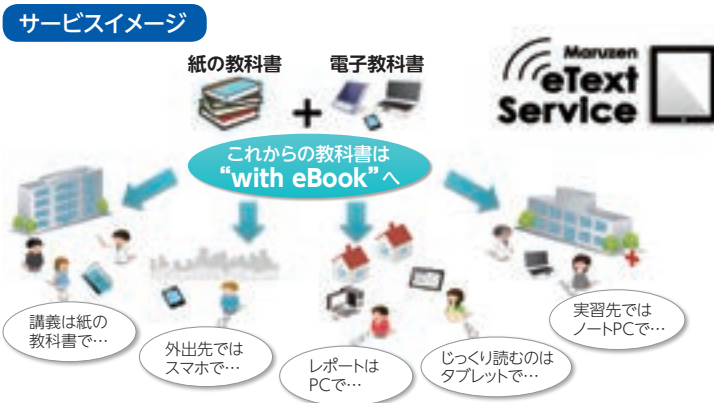 サービスイメージ
紙の教科書
電子教科書
+
Maruzen
eText
Service
これからの教科書は
“with eBook”へ
講義は紙の
教科書で…
外出先では
スマホで…
レポートは
PCで…
じっくり読むのは
タブレットで…
実習先では
ノートPCで…